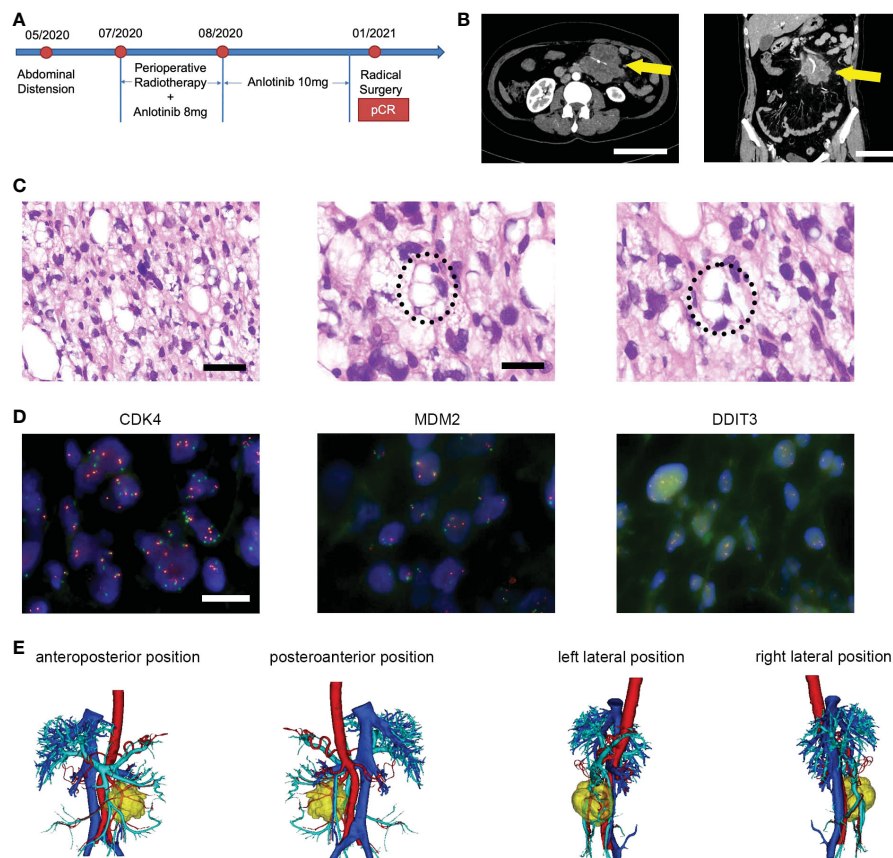 A
05/2020
07/2020
08/2020
01/2021
Abdominal
Distension
Perioperative
Radiotherapy
+
Anlotinib 8mg
Anlotinib 10mg
Radical
Surgery
pCR
B
C
D
CDK4
MDM2
DDIT3
E
anteroposterior position
posteroanterior position
left lateral position
right lateral position